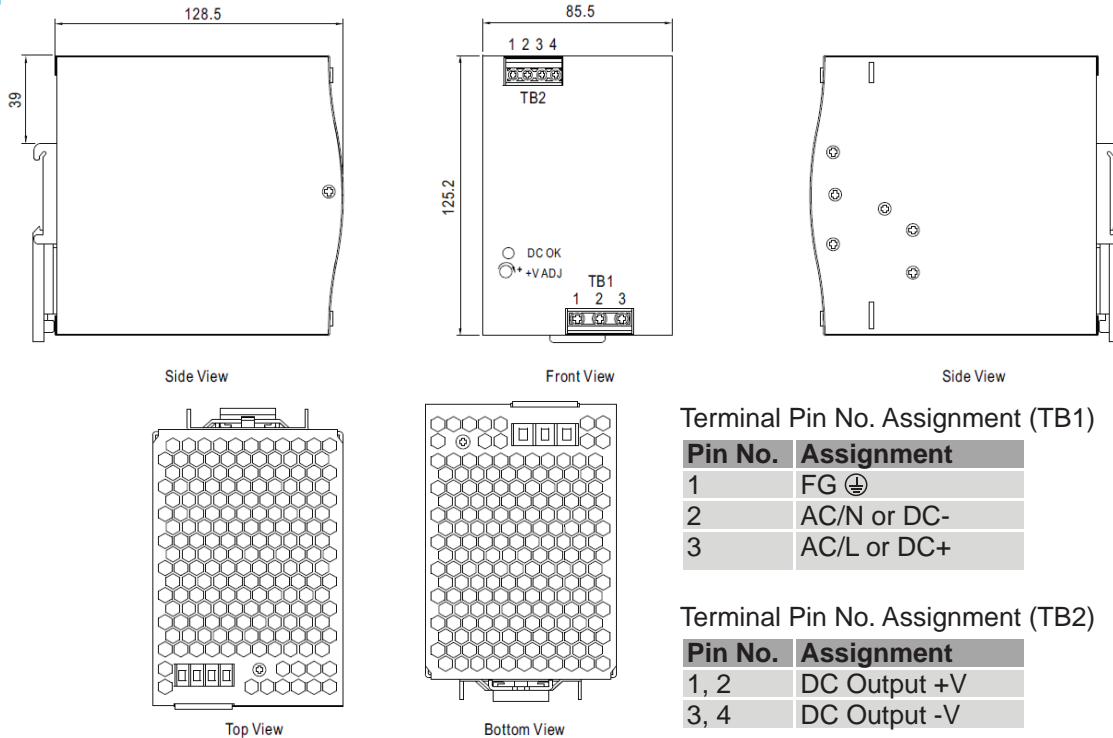 128.5
85.5
39
1 2 3 4
TB2
125.2
DC OK
+ +V ADJ
TB1
1 2 3
Side View
Front View
Side View
Top View
Bottom View
Terminal Pin No. Assignment (TB1)
Pin No. Assignment
1 FG
2 AC/N or DC-
3 AC/L or DC+
Terminal Pin No. Assignment (TB2)
Pin No. Assignment
1, 2 DC Output +V
3, 4 DC Output -V